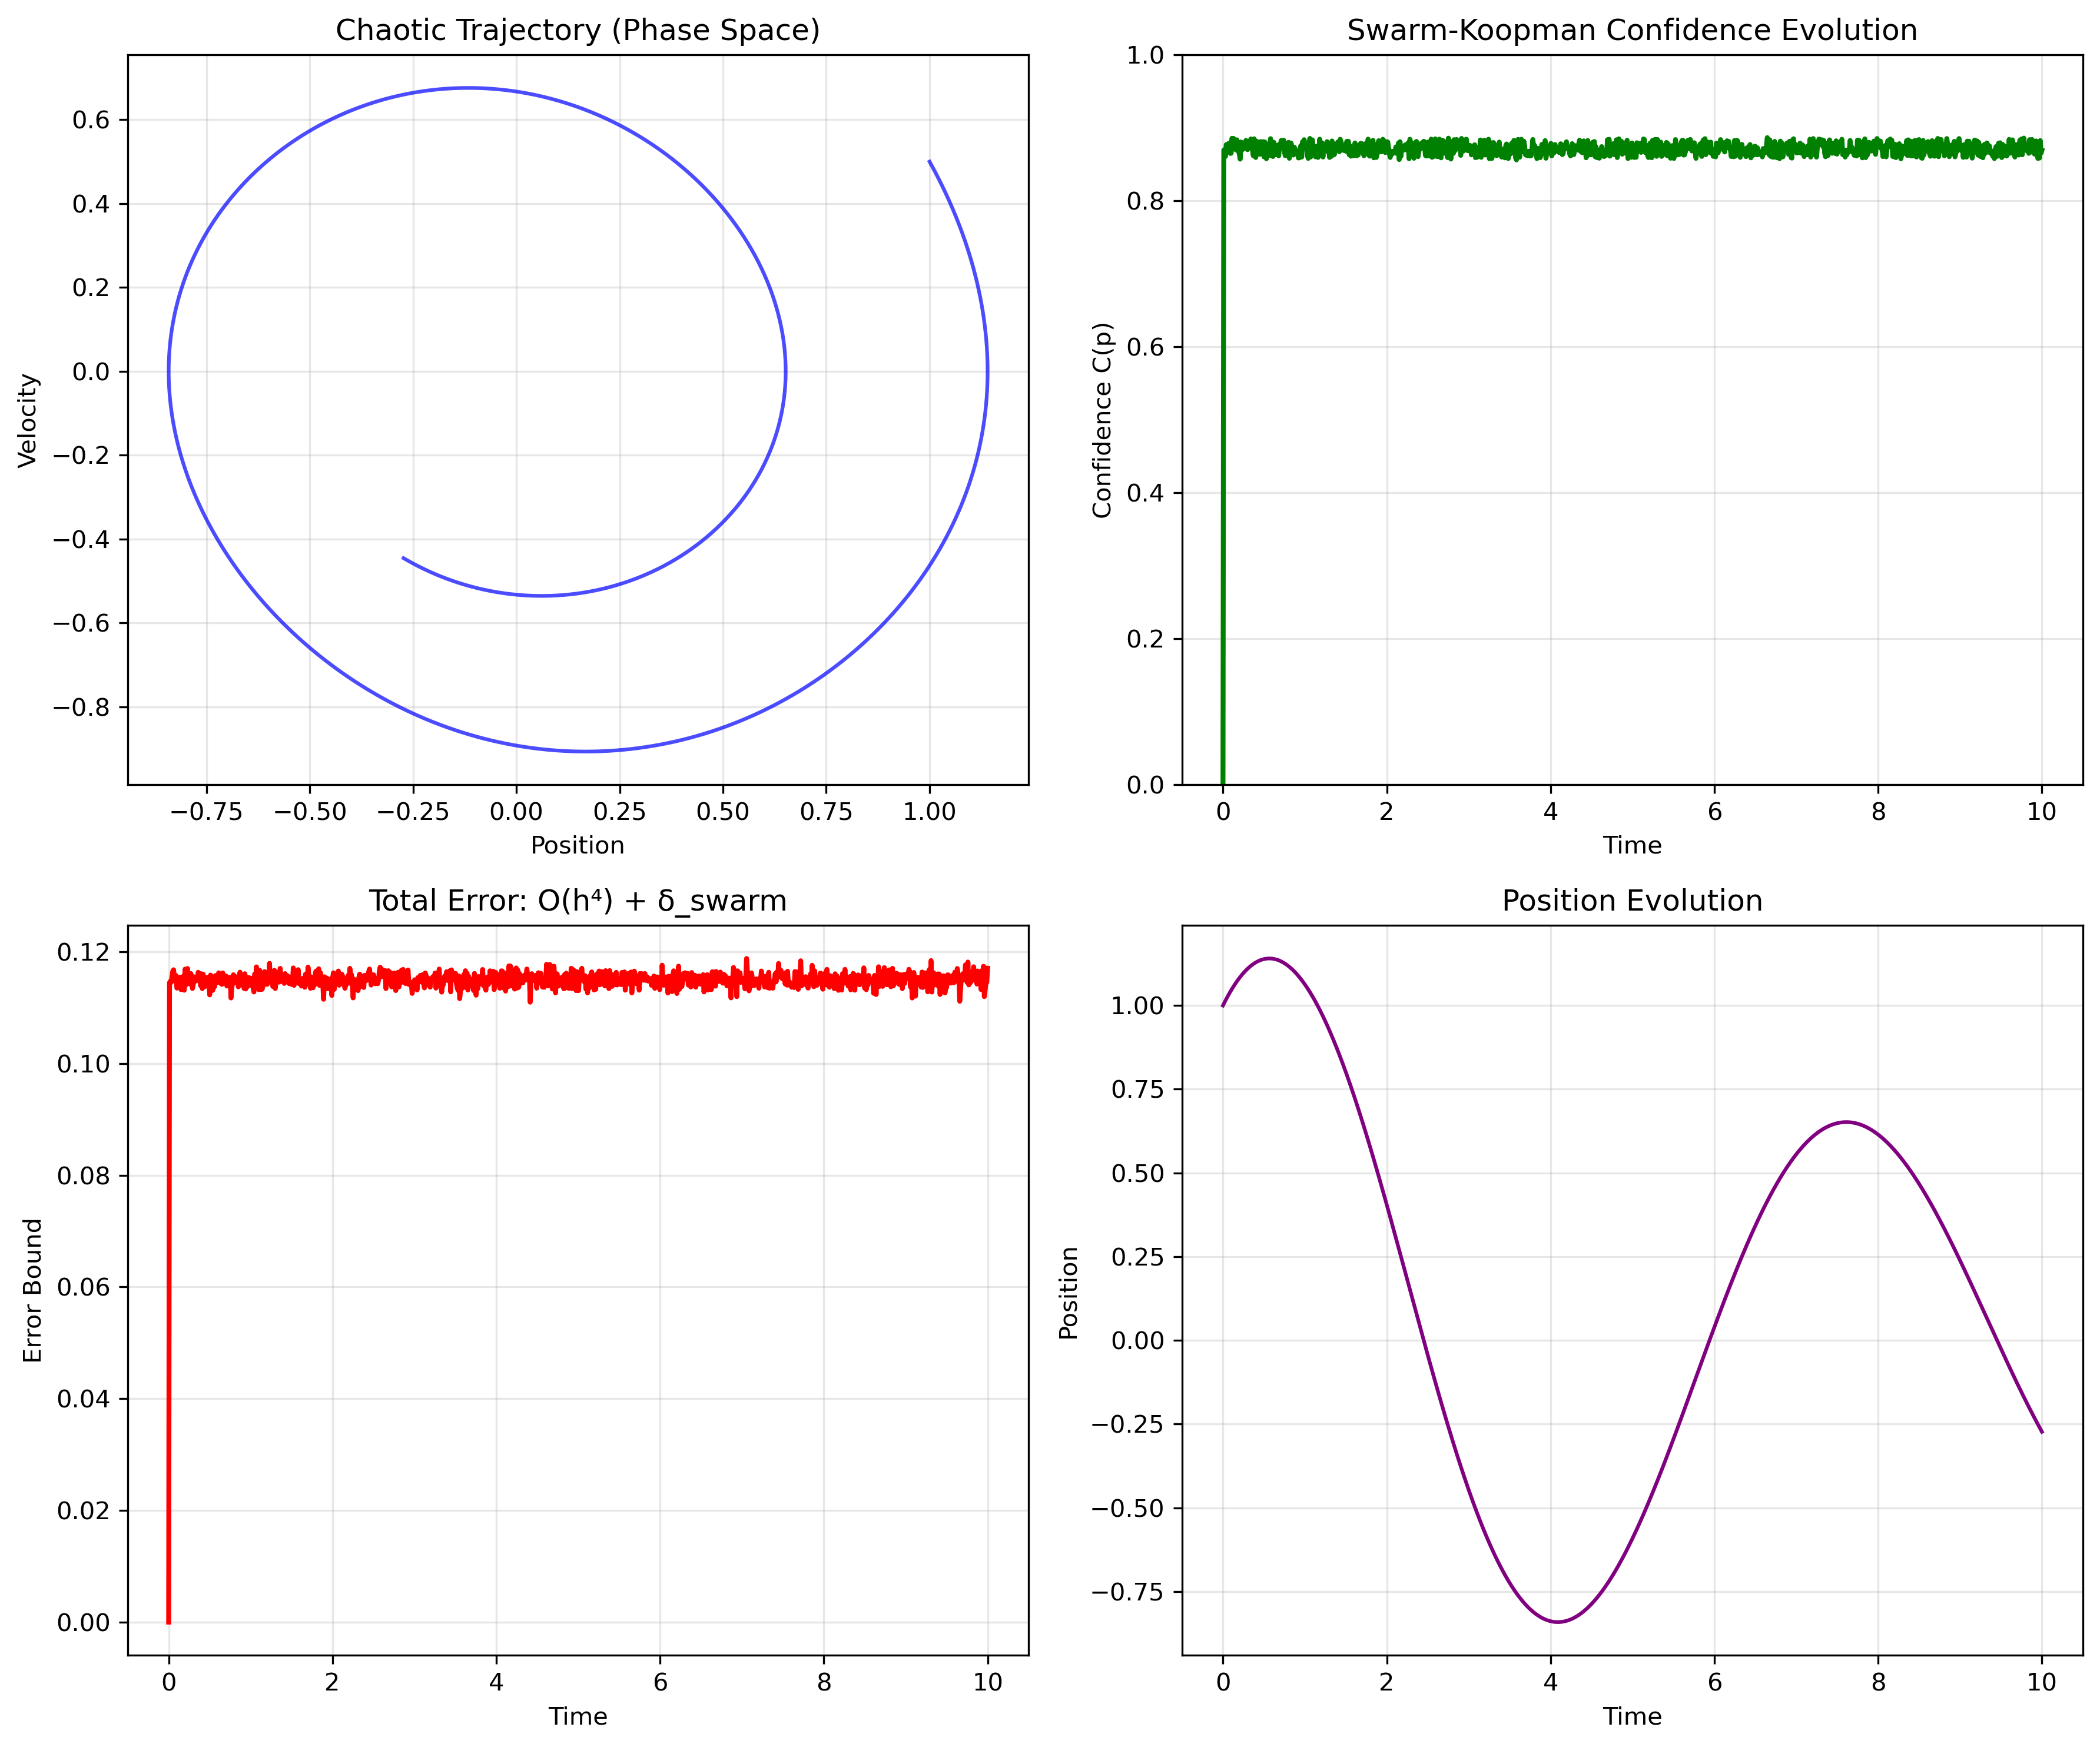 Chaotic Trajectory (Phase Space)
0.6
0.4
0.2
0.0
−0.2
−0.4
−0.6
−0.8
Velocity
−0.75 −0.50 −0.25 0.00 0.25 0.50 0.75 1.00
Position
Swarm-Koopman Confidence Evolution
1.0
0.8
0.6
0.4
0.2
0.0
Confidence C(p)
0 2 4 6 8 10
Time
Total Error: O(h⁴) + δ_swarm
0.12
0.10
0.08
0.06
0.04
0.02
0.00
Error Bound
0 2 4 6 8 10
Time
Position Evolution
1.00
0.75
0.50
0.25
0.00
−0.25
−0.50
−0.75
Position
0 2 4 6 8 10
Time